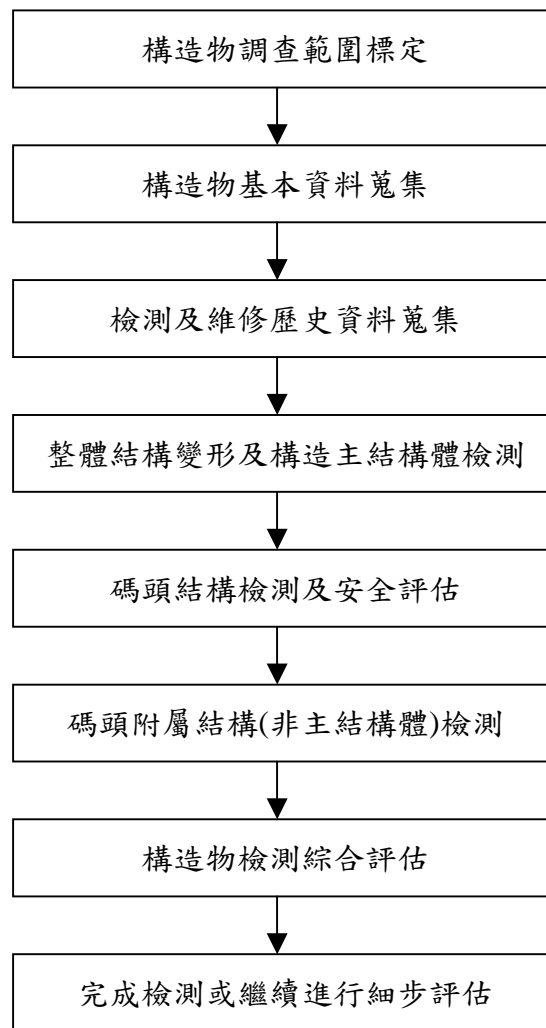 構造物調查範圍標定
構造物基本資料蒐集
檢測及維修歷史資料蒐集
整體結構變形及構造主結構體檢測
碼頭結構檢測及安全評估
碼頭附屬結構(非主結構體)檢測
構造物檢測綜合評估
完成檢測或繼續進行細步評估